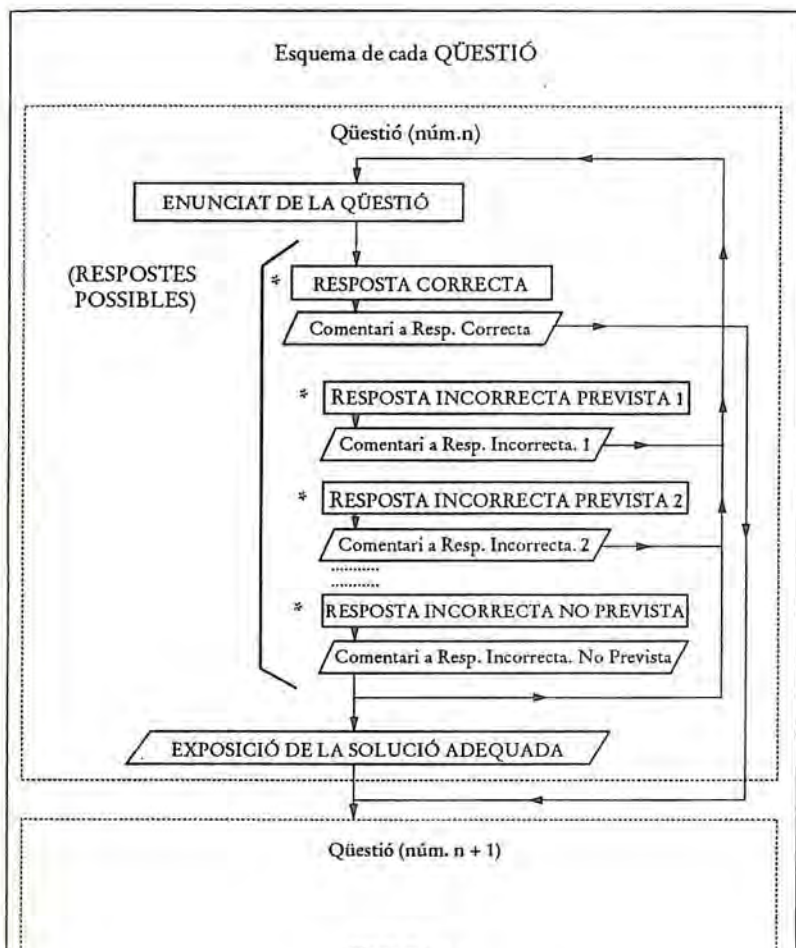 Esquema de cada QÜESTIÓ
Qüestió (núm.n)
ENUNCIAT DE LA QÜESTIÓ
(RESPOSTES
POSSIBLES)
* RESPOSTA CORRECTA
Comentari a Resp. Correcta
* RESPOSTA INCORRECTA PREVISTA 1
Comentari a Resp. Incorrecta. 1
* RESPOSTA INCORRECTA PREVISTA 2
Comentari a Resp. Incorrecta. 2
...........
...........
* RESPOSTA INCORRECTA NO PREVISTA
Comentari a Resp. Incorrecta. No Prevista
EXPOSICIÓ DE LA SOLUCIÓ ADEQUADA
Qüestió (núm. n + 1)